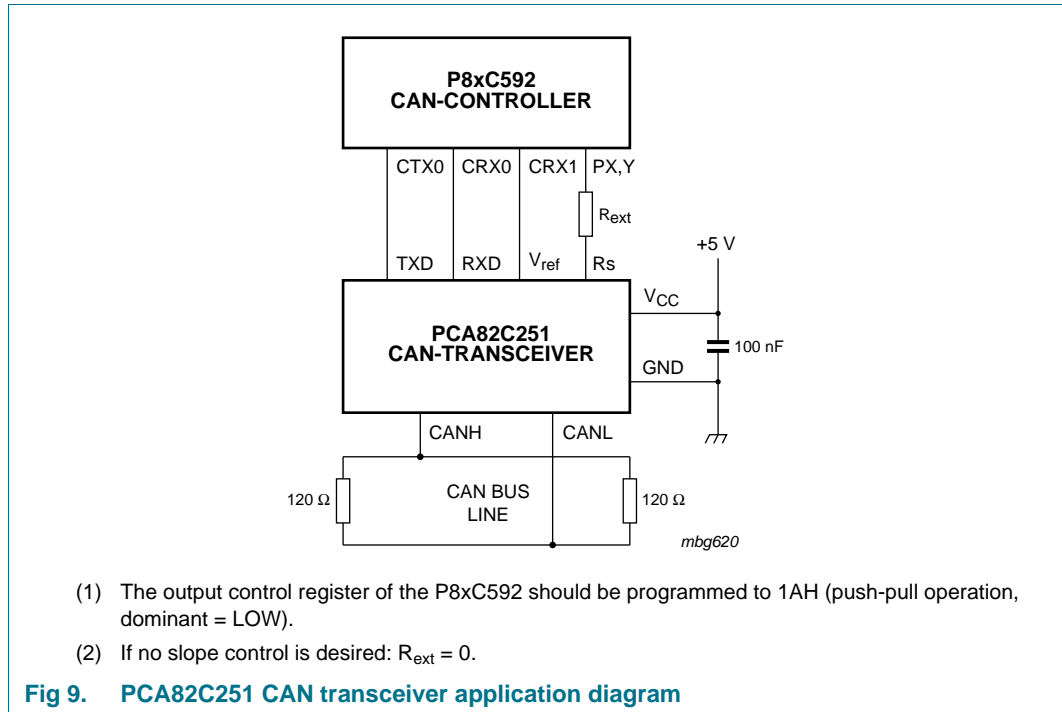 P8xC592
CAN-CONTROLLER
CTX0 CRX0 CRX1 PX,Y
Rext
+5 V
TXD RXD Vref Rs
VCC
PCA82C251
CAN-TRANSCEIVER
100 nF
GND
CANH CANL
120 Ω
CAN BUS
LINE
120 Ω
mbg620
(1) The output control register of the P8xC592 should be programmed to 1AH (push-pull operation,
dominant = LOW).
(2) If no slope control is desired: Rext = 0.
Fig 9. PCA82C251 CAN transceiver application diagram